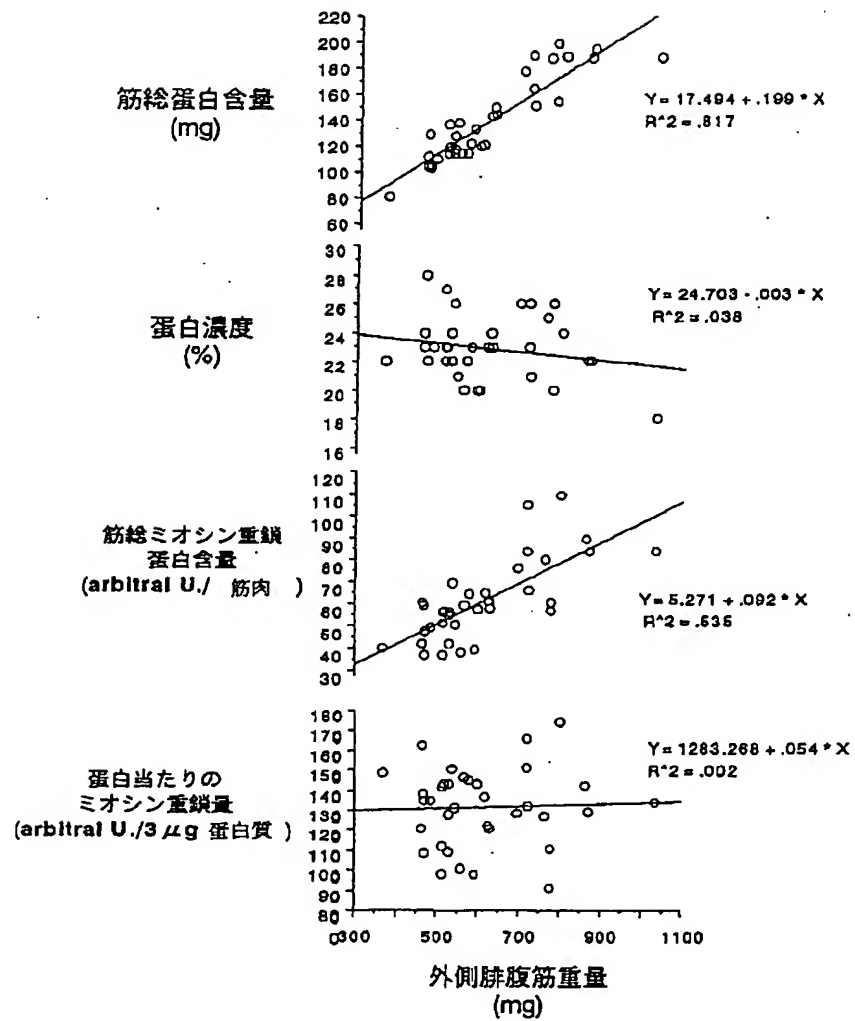 220
200
180
160
140
120
100
80
60
筋総蛋白含量
(mg)
Y= 17.494 + .199 * X
R^2 = .817
30
28
26
24
22
20
18
16
蛋白濃度
(%)
Y= 24.703 - .003 * X
R^2 = .038
120
110
100
90
80
70
60
50
40
30
筋総ミオシン重鎖
蛋白含量
(arbitral U./ 筋肉 )
Y= 5.271 + .092 * X
R^2 = .535
180
170
160
150
140
130
120
110
100
90
80
蛋白当たりの
ミオシン重鎖量
(arbitral U./3 μg 蛋白質 )
Y= 1283.268 + .054 * X
R^2 = .002
300 500 700 900 1100
外側腓腹筋重量
(mg)